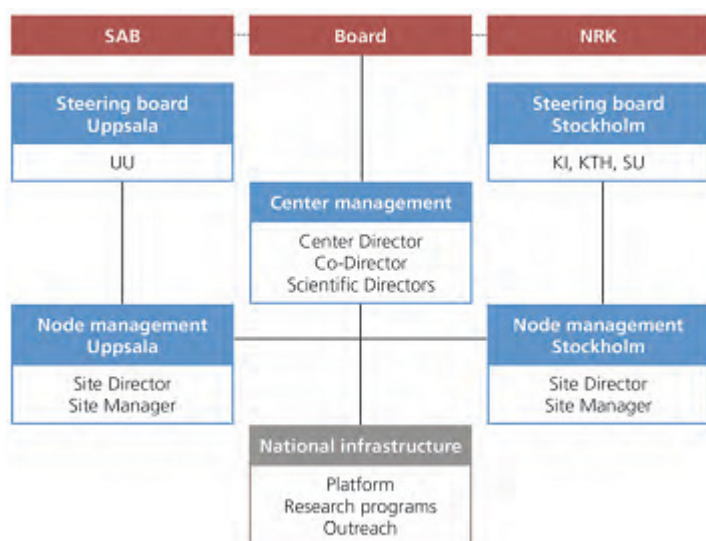 SAB
Board
NRK
Steering board
Uppsala
UU
Steering board
Stockholm
KI, KTH, SU
Center management
Center Director
Co-Director
Scientific Directors
Node management
Uppsala
Site Director
Site Manager
Node management
Stockholm
Site Director
Site Manager
National infrastructure
Platform
Research programs
Outreach